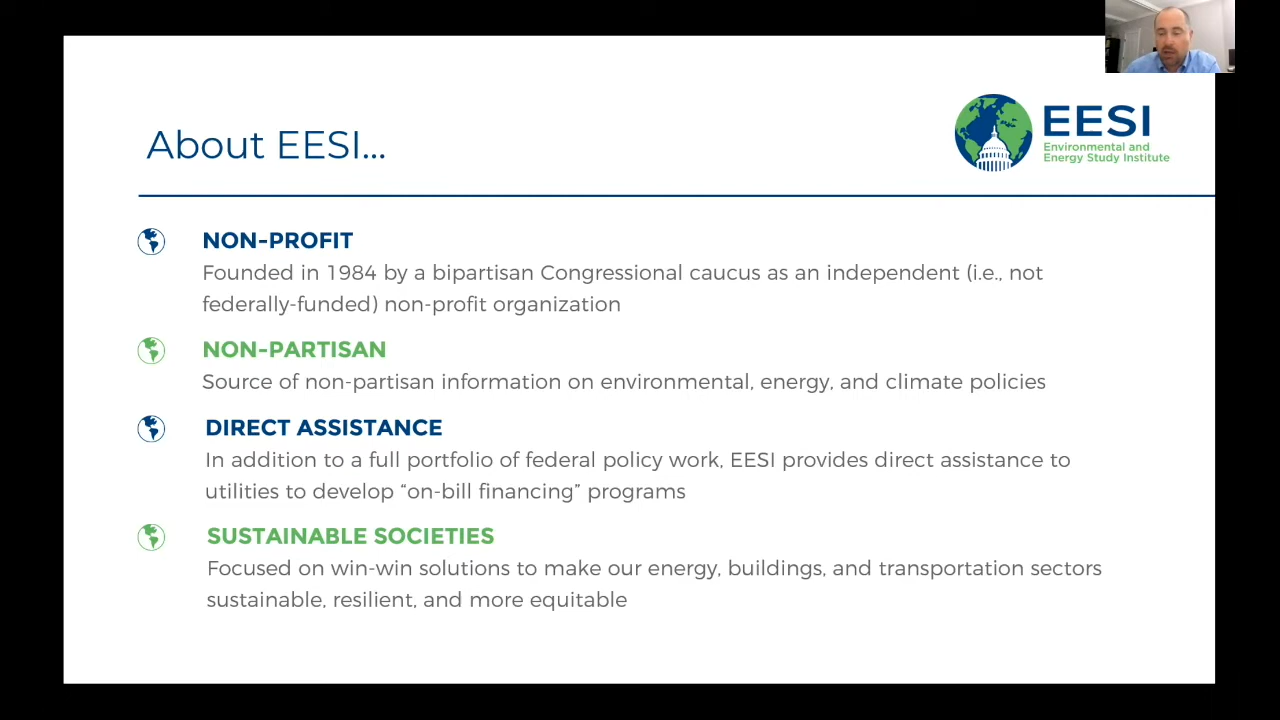 About EESI...
EESI
Environmental and
Energy Study Institute
NON-PROFIT
Founded in 1984 by a bipartisan Congressional caucus as an independent (i.e., not
federally-funded) non-profit organization
NON-PARTISAN
Source of non-partisan information on environmental, energy, and climate policies
DIRECT ASSISTANCE
In addition to a full portfolio of federal policy work, EESI provides direct assistance to
utilities to develop “on-bill financing” programs
SUSTAINABLE SOCIETIES
Focused on win-win solutions to make our energy, buildings, and transportation sectors
sustainable, resilient, and more equitable